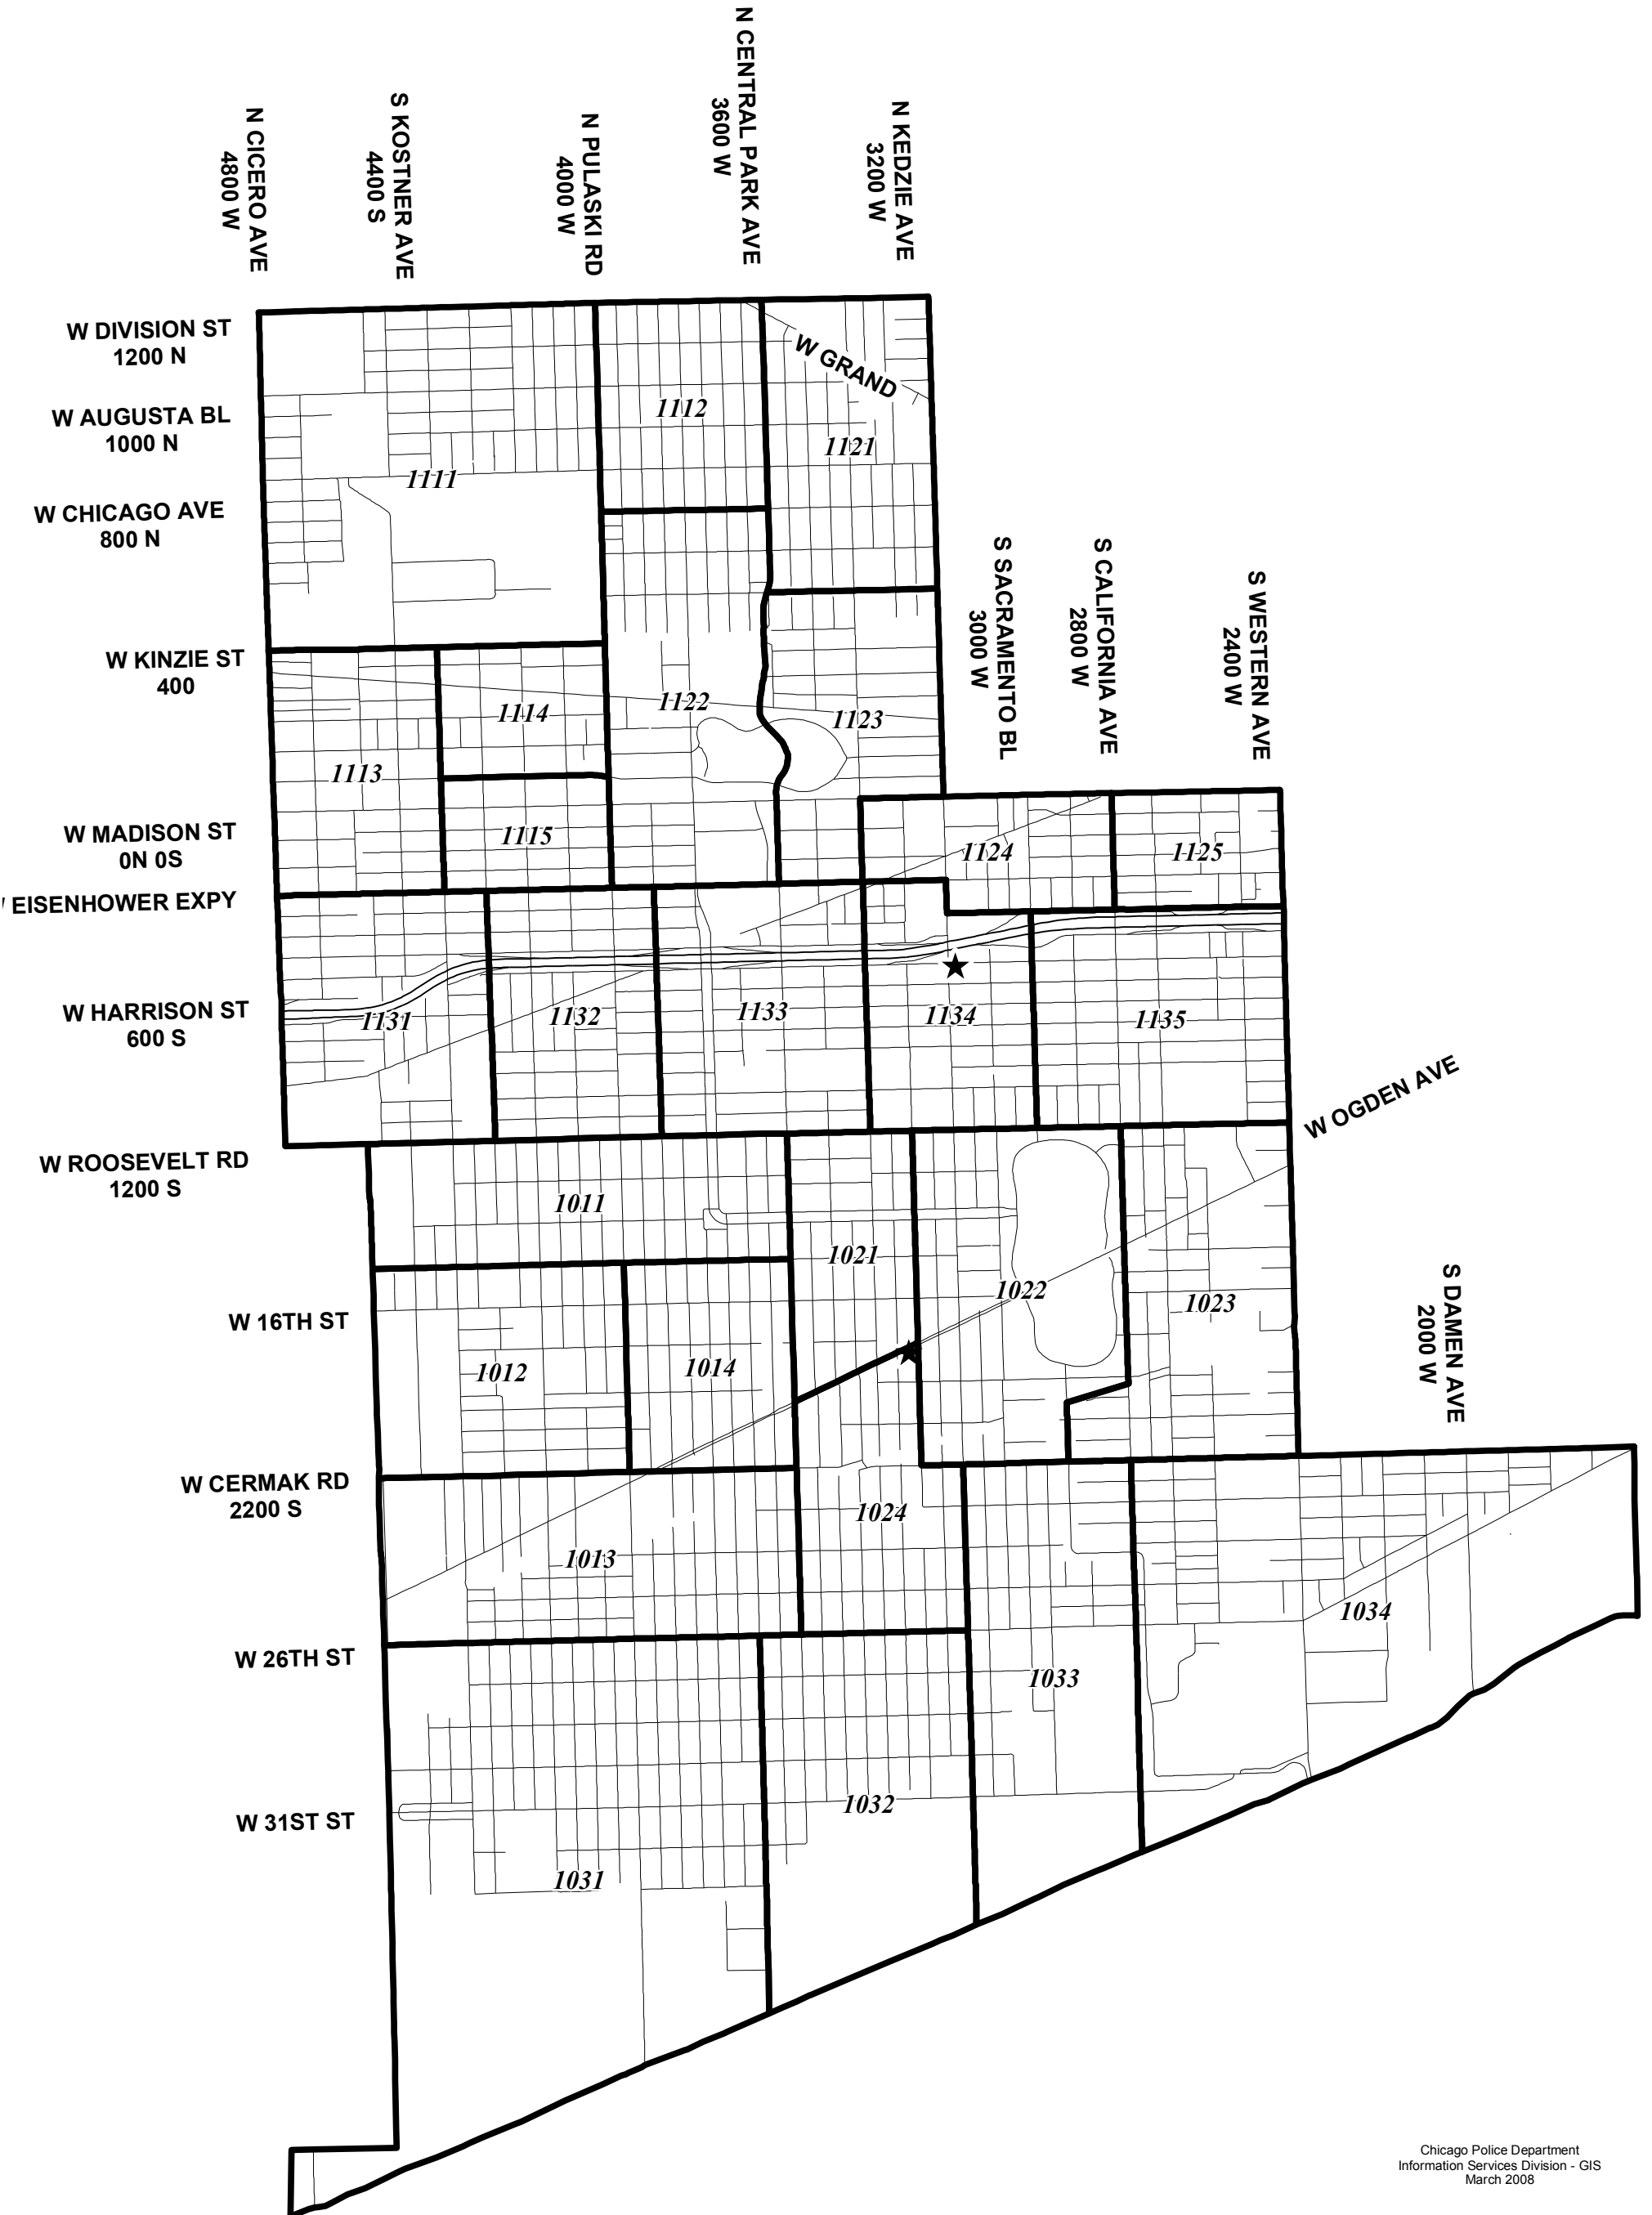 N CICERO AVE
4800 W
S KOSTNER AVE
4400 S
N PULASKI RD
4000 W
N CENTRAL PARK AVE
3600 W
N KEDZIE AVE
3200 W
W DIVISION ST
1200 N
W GRAND
W AUGUSTA BL
1000 N
1112
1121
1111
W CHICAGO AVE
800 N
S SACRAMENTO BL
3000 W
S CALIFORNIA AVE
2800 W
S WESTERN AVE
2400 W
W KINZIE ST
400
1122
1114
1123
1113
W MADISON ST
0N 0S
1115
1124
1125
EISENHOWER EXPY
W HARRISON ST
600 S
1131
1132
1133
1134
1135
W OGDEN AVE
W ROOSEVELT RD
1200 S
1011
1021
1022
1023
S DAMEN AVE
2000 W
W 16TH ST
1012
1014
W CERMAK RD
2200 S
1024
1013
1034
W 26TH ST
1033
W 31ST ST
1032
1031
Chicago Police Department
Information Services Division - GIS
March 2008